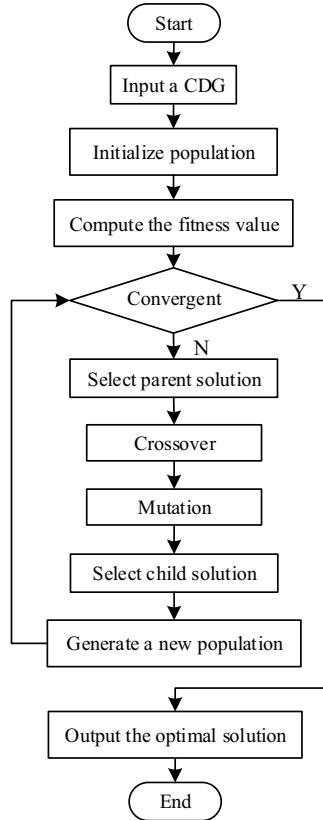 Start
Input a CDG
Initialize population
Compute the fitness value
Convergent
Y
N
Select parent solution
Crossover
Mutation
Select child solution
Generate a new population
Output the optimal solution
End